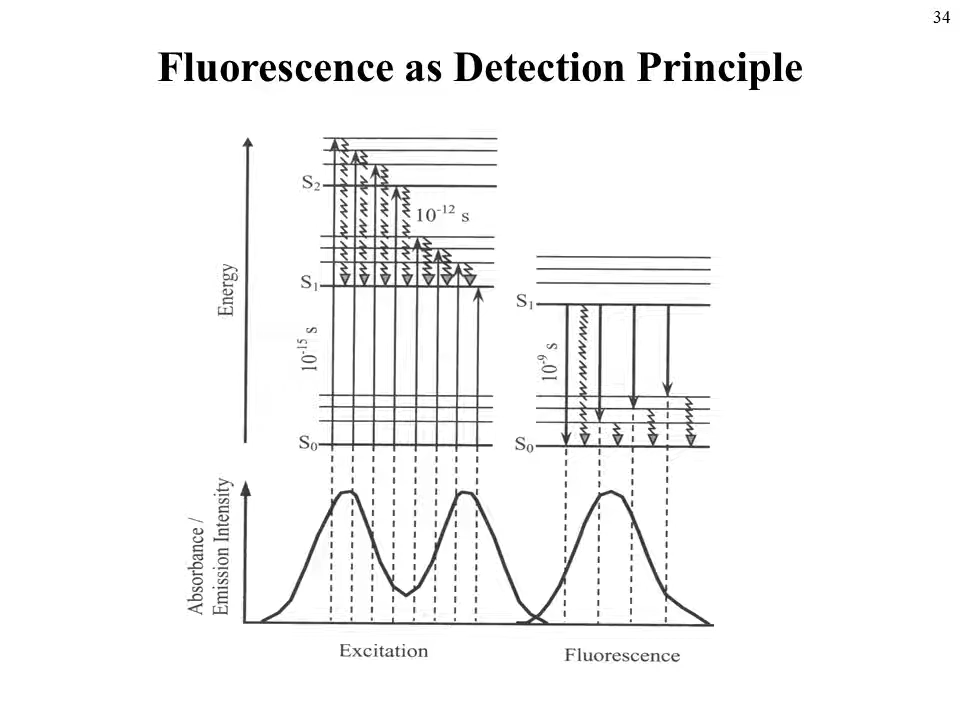 34
Fluorescence as Detection Principle
Energy
S₂
10⁻¹² s
S₁
10⁻¹⁵ s
S₀
S₁
10⁻⁹ s
S₀
Absorbance /
Emission Intensity
Excitation
Fluorescence